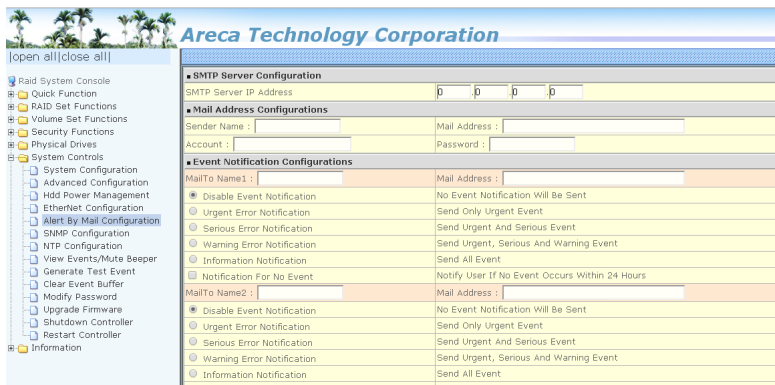 Areca Technology Corporation
|open all|close all|
Raid System Console
Quick Function
RAID Set Functions
Volume Set Functions
Security Functions
Physical Drives
System Controls
System Configuration
Advanced Configuration
Hdd Power Management
EtherNet Configuration
Alert By Mail Configuration
SNMP Configuration
NTP Configuration
View Events/Mute Beeper
Generate Test Event
Clear Event Buffer
Modify Password
Upgrade Firmware
Shutdown Controller
Restart Controller
Information
▪ SMTP Server Configuration
SMTP Server IP Address 0 .0 .0 .0
▪ Mail Address Configurations
Sender Name : Mail Address :
Account : Password :
▪ Event Notification Configurations
MailTo Name1 : Mail Address :
Disable Event Notification No Event Notification Will Be Sent
Urgent Error Notification Send Only Urgent Event
Serious Error Notification Send Urgent And Serious Event
Warning Error Notification Send Urgent, Serious And Warning Event
Information Notification Send All Event
Notification For No Event Notify User If No Event Occurs Within 24 Hours
MailTo Name2 : Mail Address :
Disable Event Notification No Event Notification Will Be Sent
Urgent Error Notification Send Only Urgent Event
Serious Error Notification Send Urgent And Serious Event
Warning Error Notification Send Urgent, Serious And Warning Event
Information Notification Send All Event